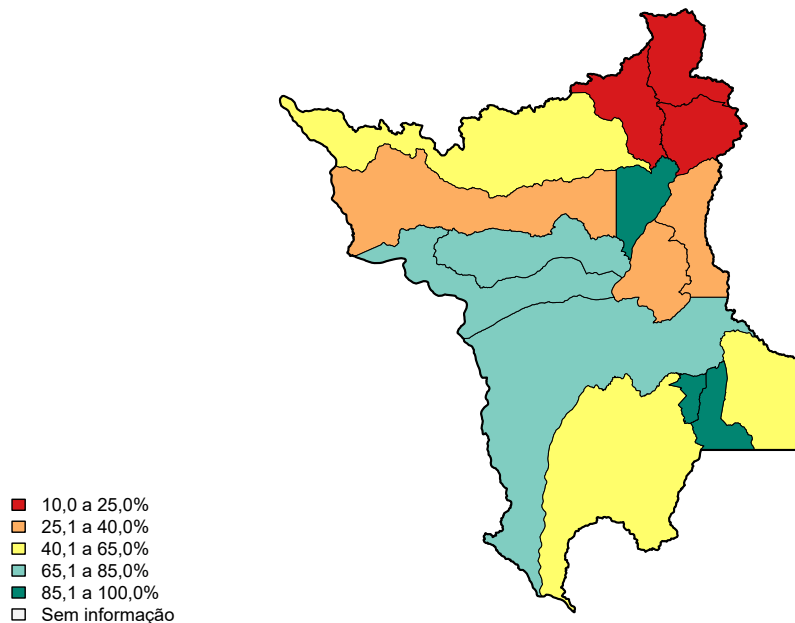 10,0 a 25,0%
25,1 a 40,0%
40,1 a 65,0%
65,1 a 85,0%
85,1 a 100,0%
Sem informação